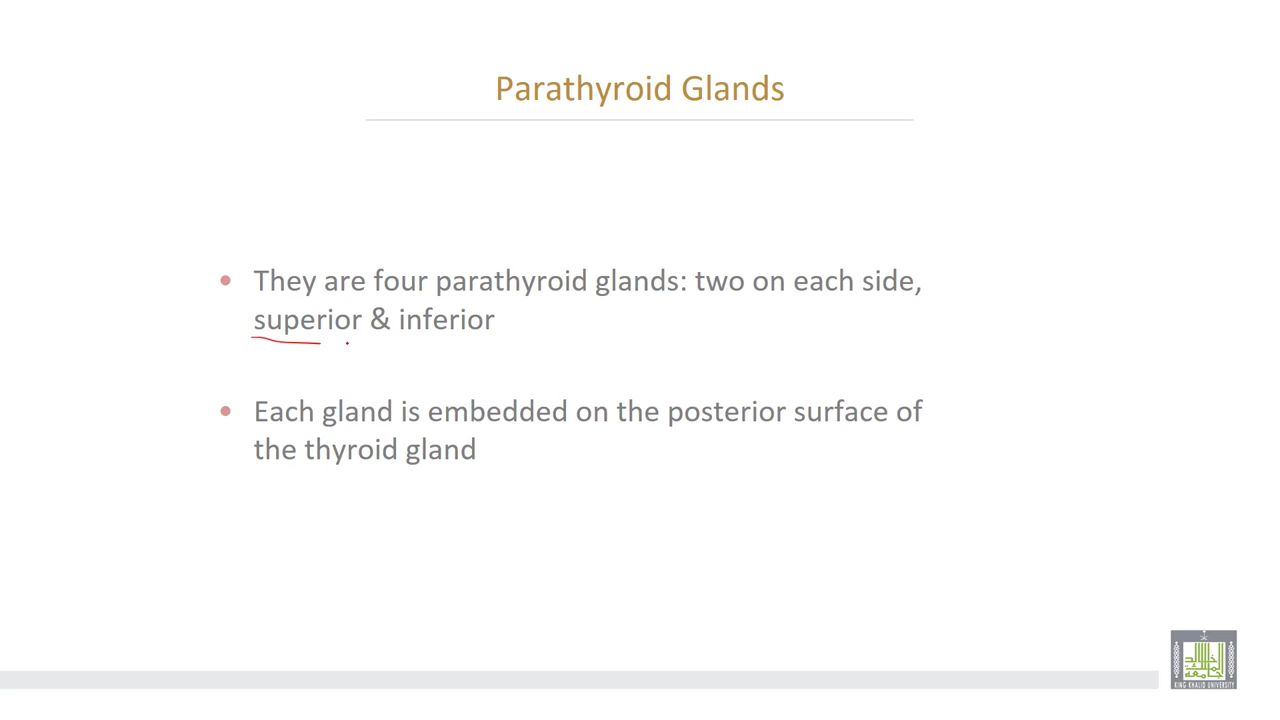 Parathyroid Glands
• They are four parathyroid glands: two on each side,
superior & inferior
• Each gland is embedded on the posterior surface of
the thyroid gland
KING KHALID UNIVERSITY